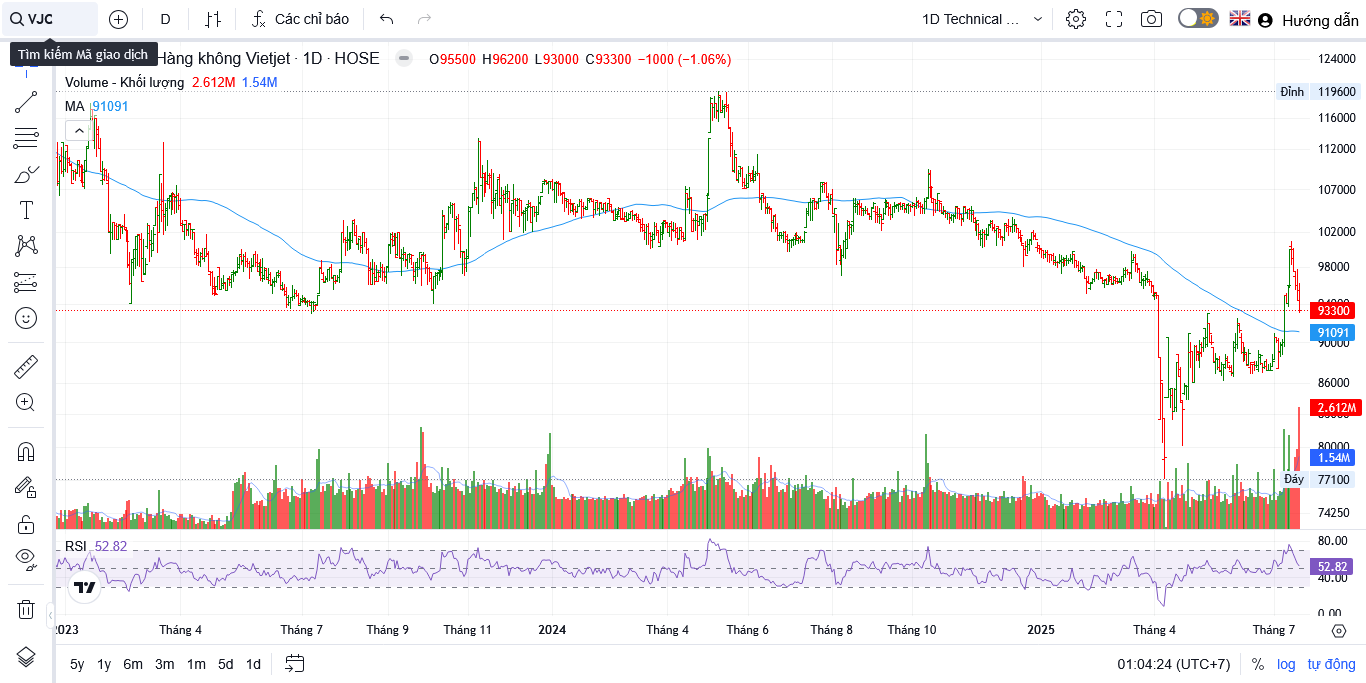 VJC
D
Các chỉ báo
1D Technical ...
Hướng dẫn
Tìm kiếm Mã giao dịch
Hàng không Vietjet · 1D · HOSE
O95500 H96200 L93000 C93300 −1000 (−1.06%)
Volume - Khối lượng 2.612M 1.54M
MA 91091
124000
Đỉnh 119600
116000
112000
107000
102000
98000
93300
91091
90000
86000
2.612M
80000
1.54M
Đáy 77100
74250
RSI 52.82
80.00
52.82
40.00
0.00
2023 Tháng 4 Tháng 7 Tháng 9 Tháng 11 2024 Tháng 4 Tháng 6 Tháng 8 Tháng 10 2025 Tháng 4 Tháng 7
5y 1y 6m 3m 1m 5d 1d
01:04:24 (UTC+7) % log tự động